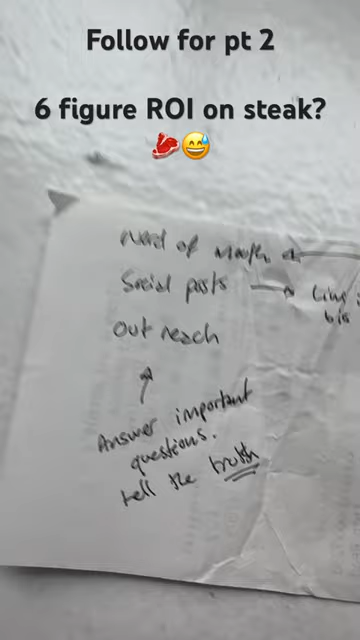 Follow for pt 2
6 figure ROI on steak?
🥩😅
Word of Mouth
Social posts
Out reach
Answer important
questions.
tell the truth